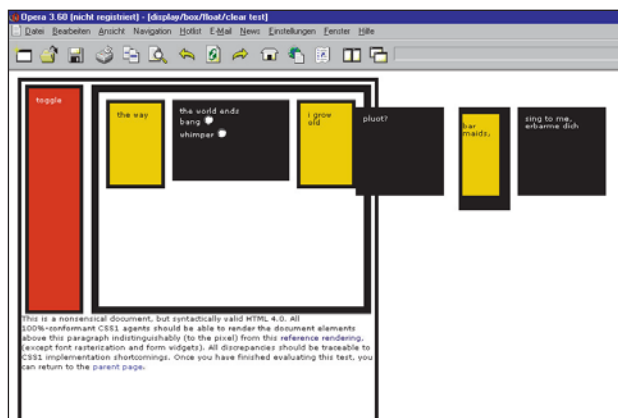 Opera 3.60 (nicht registriert) - [display/box/float/clear test]
Datei Bearbeiten Ansicht Navigation Hotlist E-Mail News Einstellungen Fenster Hilfe
toggle
the way
the world ends
bang
whimper
i grow
old
pluot?
bar
maids,
sing to me,
erbarme dich
This is a nonsensical document, but syntactically valid HTML 4.0. All
100%-conformant CSS1 agents should be able to render the document elements
above this paragraph indistinguishably (to the pixel) from this reference rendering,
(except font rasterization and form widgets). All discrepancies should be traceable to
CSS1 implementation shortcomings. Once you have finished evaluating this test, you
can return to the parent page.